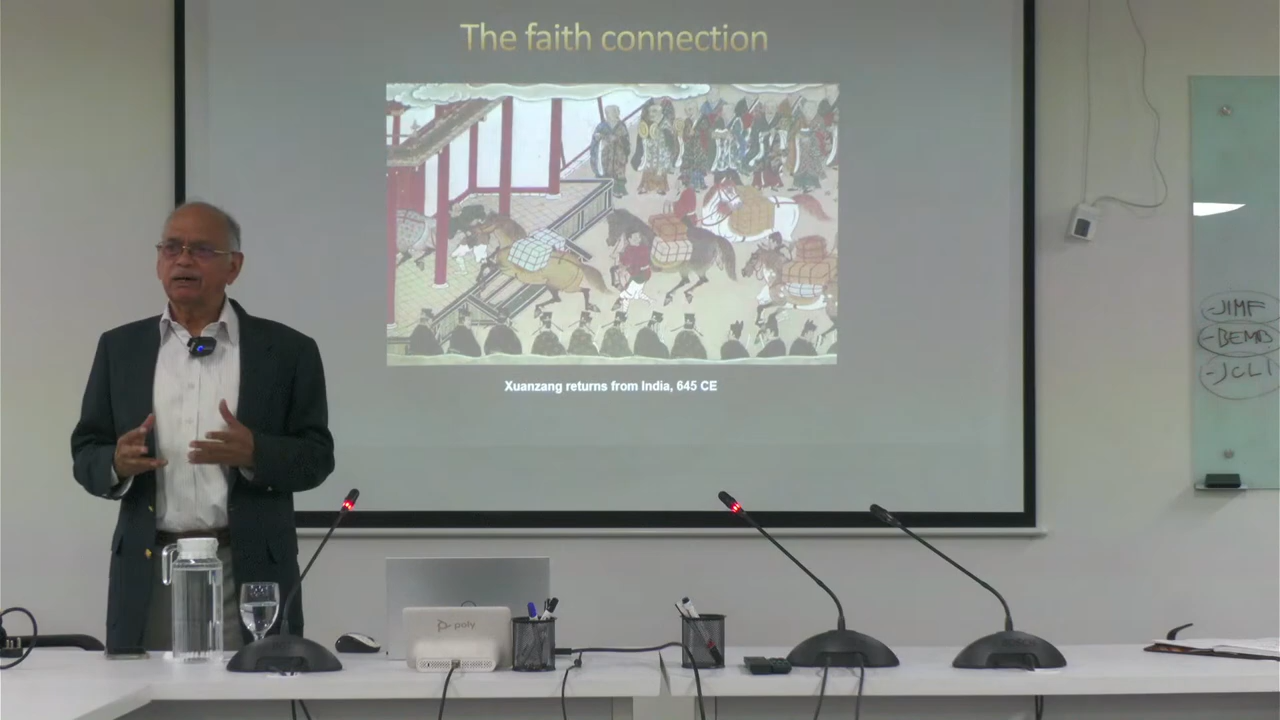 The faith connection
Xuanzang returns from India, 645 CE
-JIMF
-BEMD
-JCLI
poly